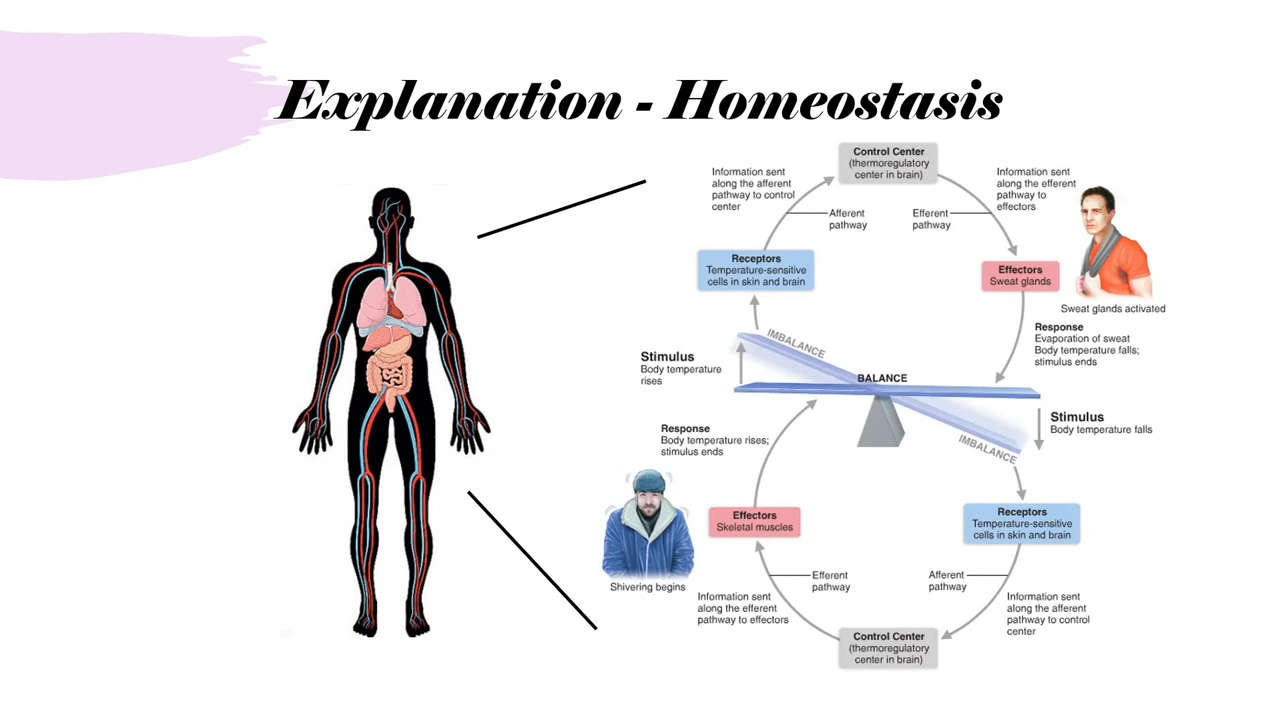 Explanation - Homeostasis
Control Center
(thermoregulatory
center in brain)
Information sent
along the afferent
pathway to control
center
Information sent
along the efferent
pathway to
effectors
Afferent
pathway
Efferent
pathway
Receptors
Temperature-sensitive
cells in skin and brain
Effectors
Sweat glands
Sweat glands activated
Response
Evaporation of sweat
Body temperature falls;
stimulus ends
IMBALANCE
Stimulus
Body temperature
rises
BALANCE
Stimulus
Body temperature falls
IMBALANCE
Response
Body temperature rises;
stimulus ends
Effectors
Skeletal muscles
Receptors
Temperature-sensitive
cells in skin and brain
Shivering begins
Efferent
pathway
Afferent
pathway
Information sent
along the efferent
pathway to effectors
Information sent
along the afferent
pathway to control
center
Control Center
(thermoregulatory
center in brain)